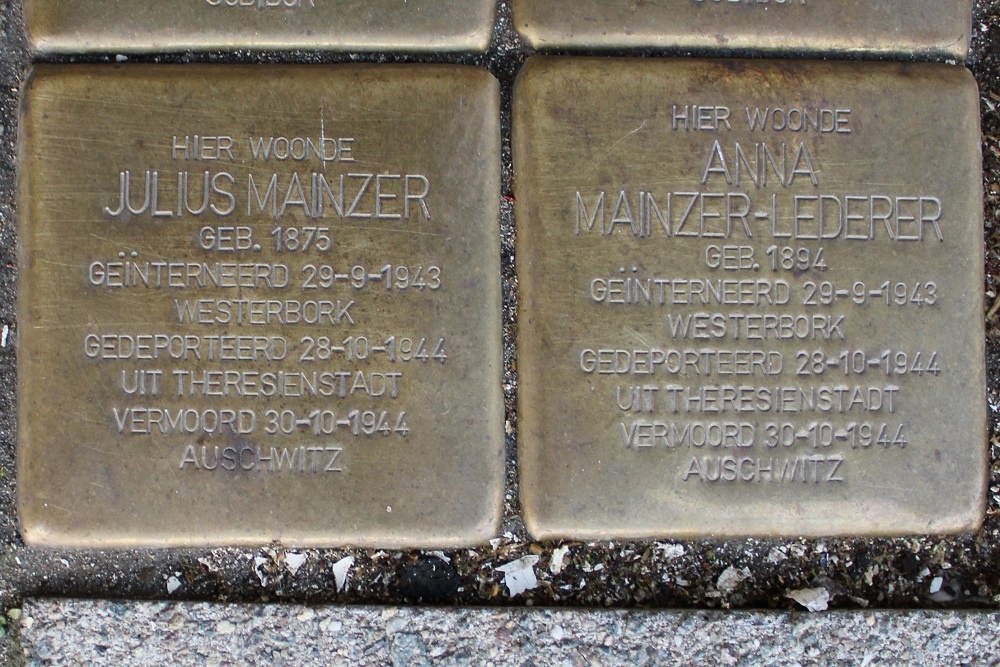 SOBIBOR
SOBIBOR
HIER WOONDE
JULIUS MAINZER
GEB. 1875
GEÏNTERNEERD 29-9-1943
WESTERBORK
GEDEPORTEERD 28-10-1944
UIT THERESIENSTADT
VERMOORD 30-10-1944
AUSCHWITZ
HIER WOONDE
ANNA
MAINZER-LEDERER
GEB. 1894
GEÏNTERNEERD 29-9-1943
WESTERBORK
GEDEPORTEERD 28-10-1944
UIT THERESIENSTADT
VERMOORD 30-10-1944
AUSCHWITZ